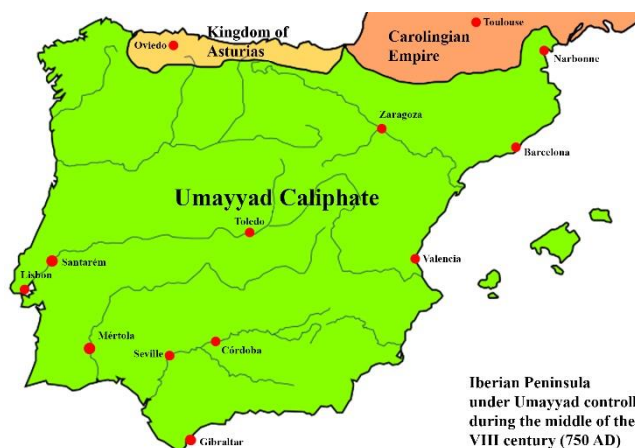 Kingdom of
Asturias
Oviedo
Toulouse
Carolingian
Empire
Narbonne
Zaragoza
Barcelona
Umayyad Caliphate
Toledo
Santarém
Lisbon
Valencia
Mértola
Seville
Córdoba
Gibraltar
Iberian Peninsula
under Umayyad controll
during the middle of the
VIII century (750 AD)